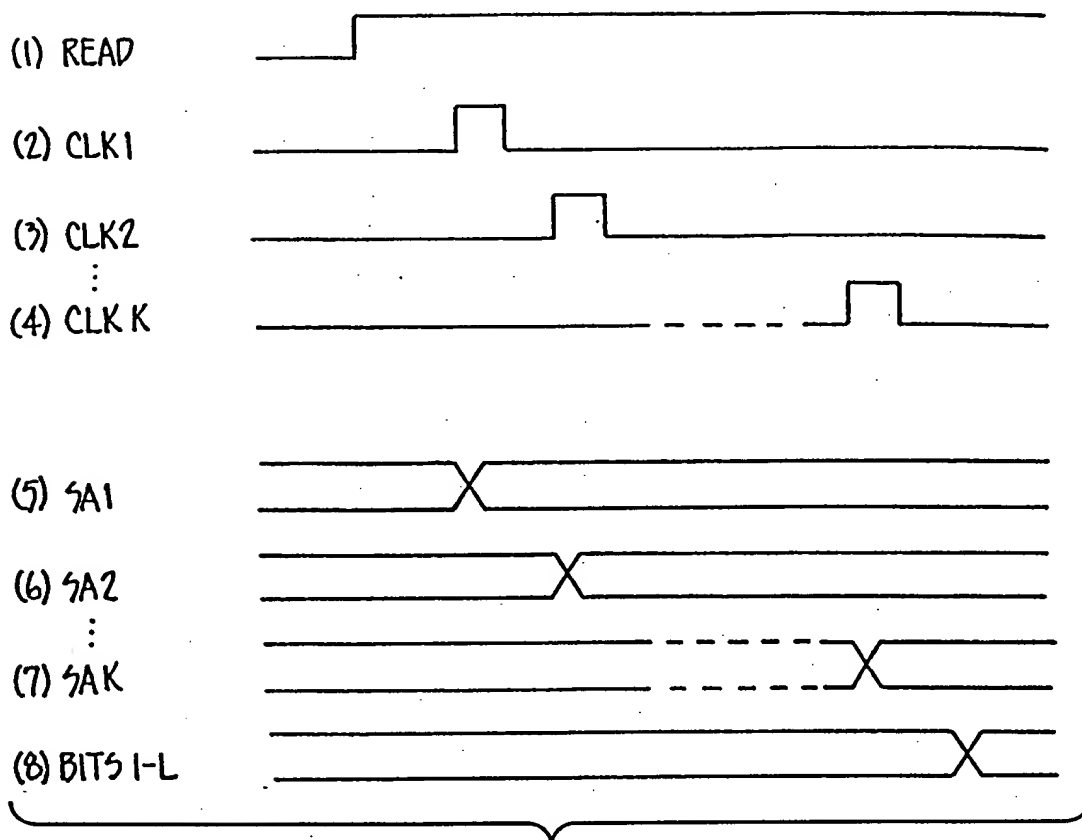 (1) READ
(2) CLK1
(3) CLK2
⋮
(4) CLK K
(5) SA1
(6) SA2
⋮
(7) SAK
(8) BITS 1-L